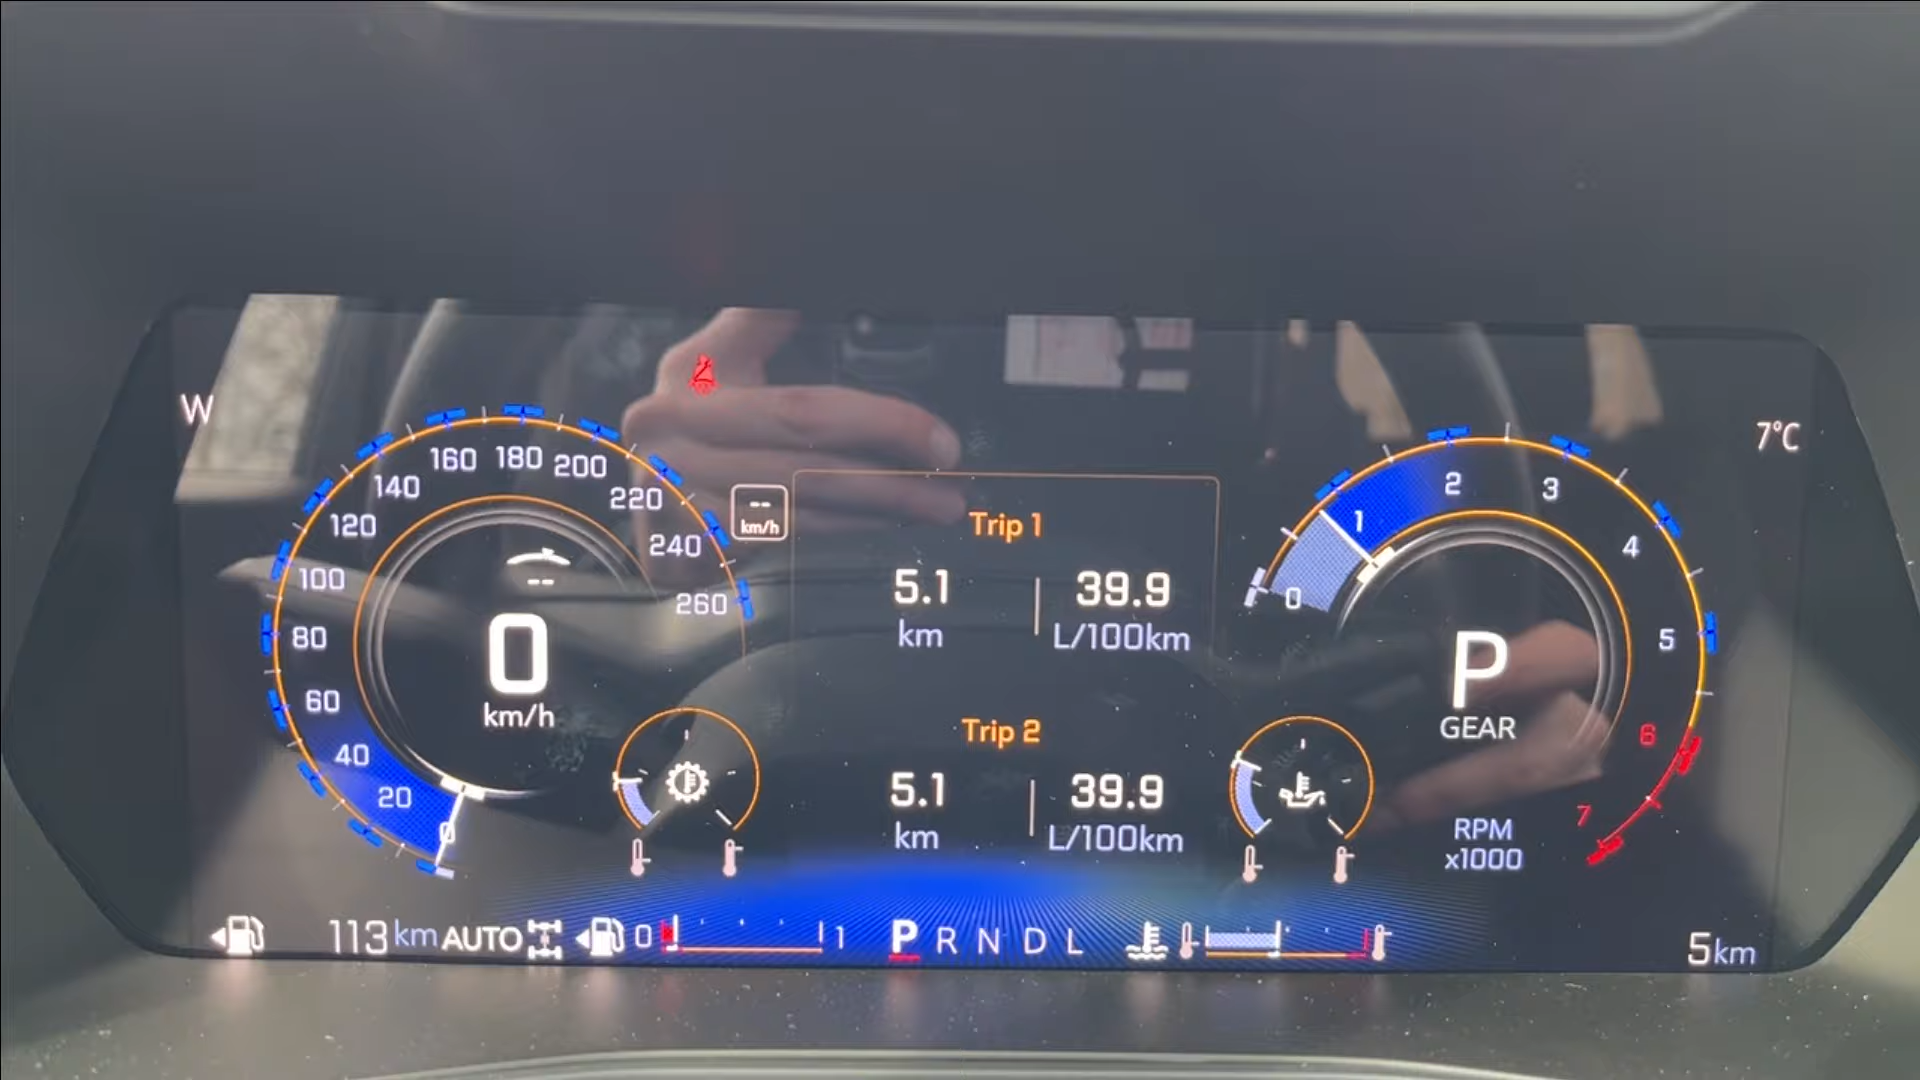 W
7°C
0
20
40
60
80
100
120
140
160
180
200
220
240
260
--
0
km/h
--
km/h
Trip 1
5.1 km | 39.9 L/100km
Trip 2
5.1 km | 39.9 L/100km
0
1
2
3
4
5
6
7
P
GEAR
RPM
x1000
113km AUTO 0 1 P R N D L 5km